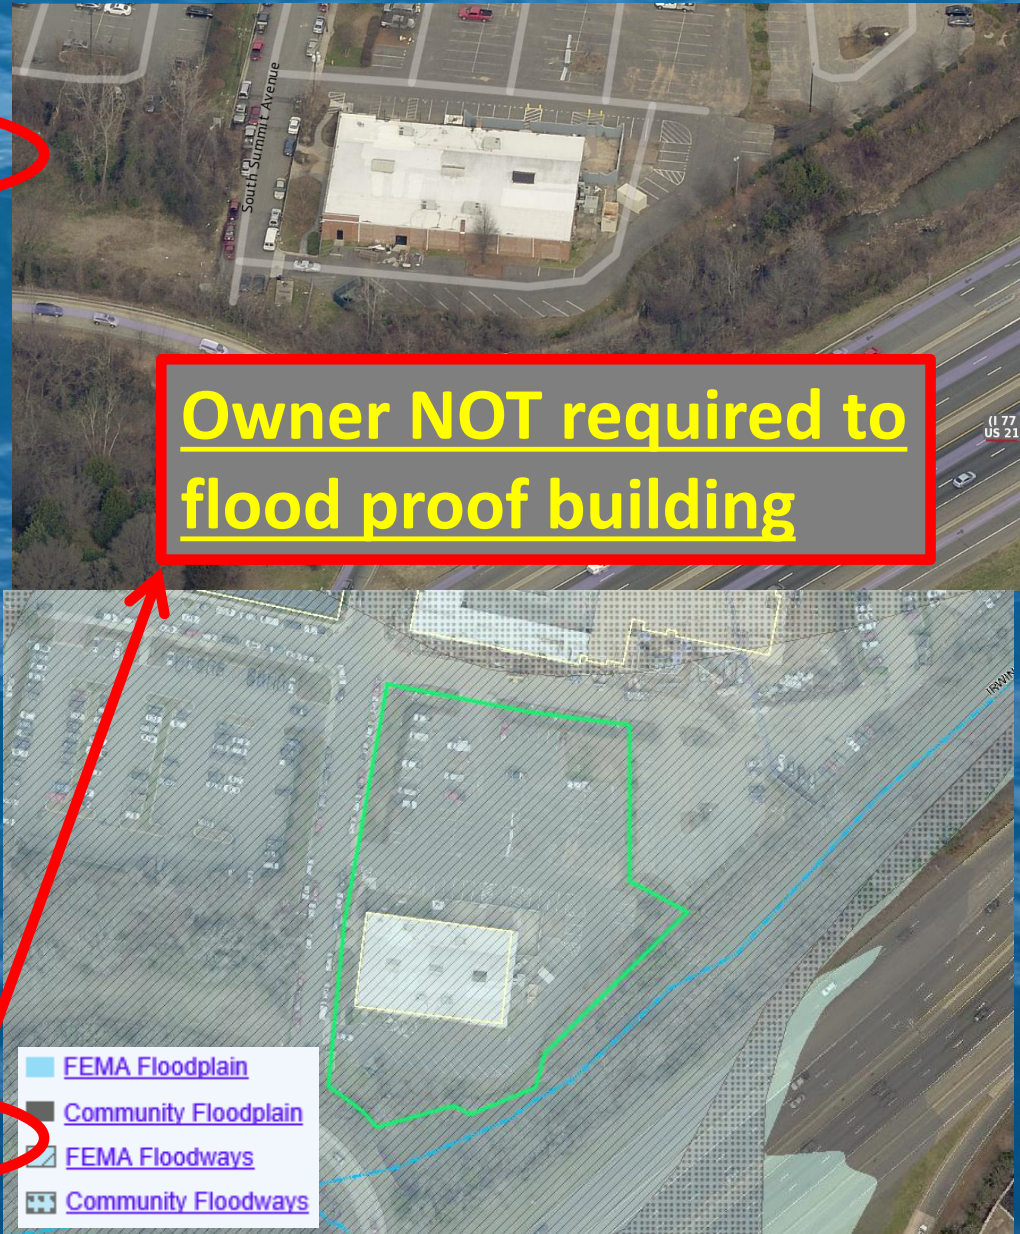 South Summit Avenue
Owner NOT required to
flood proof building
(I 77
US 21
IRWIN
FEMA Floodplain
Community Floodplain
FEMA Floodways
Community Floodways